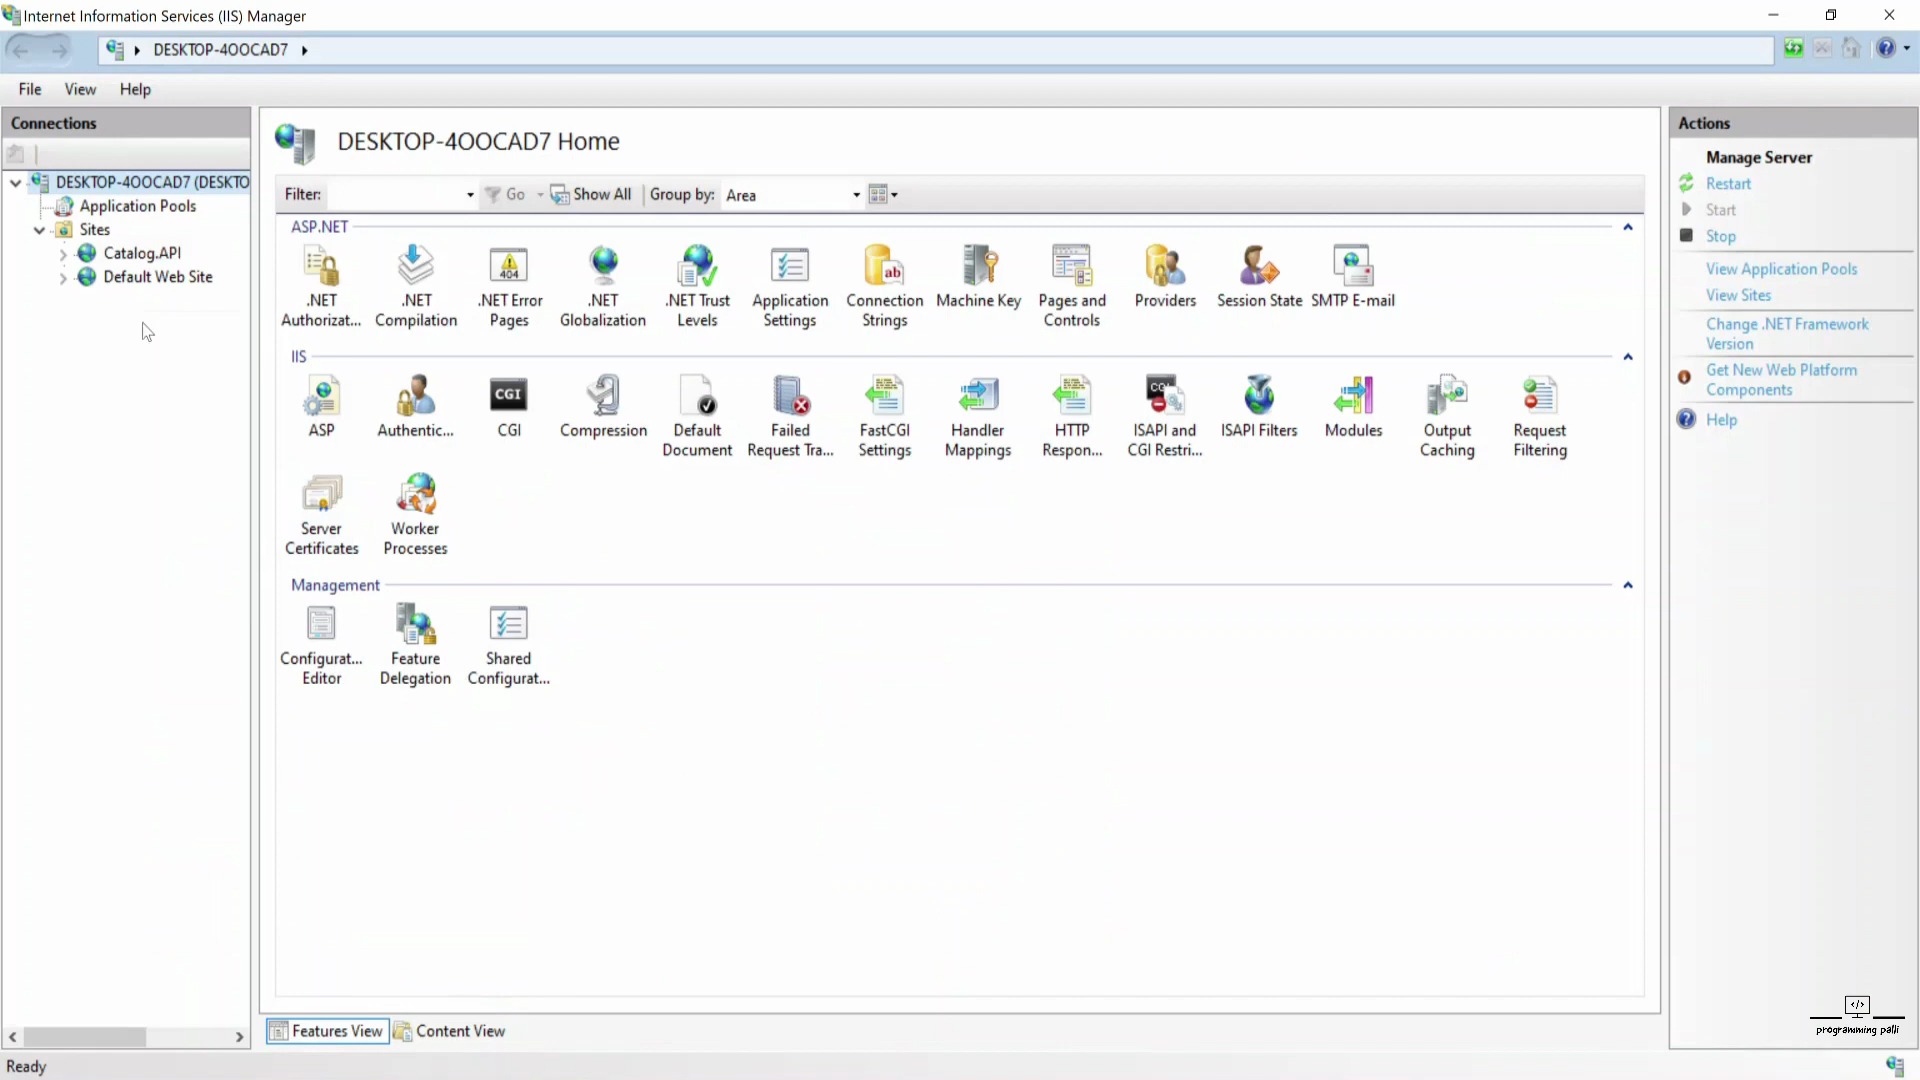 Internet Information Services (IIS) Manager
DESKTOP-4OOCAD7
File View Help
Connections
DESKTOP-4OOCAD7 (DESKTO
Application Pools
Sites
Catalog.API
Default Web Site
DESKTOP-4OOCAD7 Home
Filter: Go Show All Group by: Area
ASP.NET
.NET Authorizat...
.NET Compilation
.NET Error Pages
.NET Globalization
.NET Trust Levels
Application Settings
Connection Strings
Machine Key
Pages and Controls
Providers
Session State
SMTP E-mail
IIS
ASP
Authentic...
CGI
Compression
Default Document
Failed Request Tra...
FastCGI Settings
Handler Mappings
HTTP Respon...
ISAPI and CGI Restri...
ISAPI Filters
Modules
Output Caching
Request Filtering
Server Certificates
Worker Processes
Management
Configurat... Editor
Feature Delegation
Shared Configurat...
Features View
Content View
Actions
Manage Server
Restart
Start
Stop
View Application Pools
View Sites
Change .NET Framework
Version
Get New Web Platform
Components
Help
programming palli
Ready